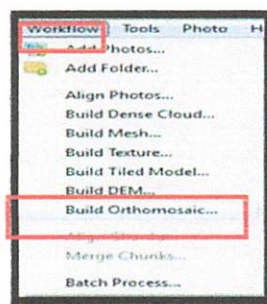 Workflow Tools Photo H
Add Photos...
Add Folder...
Align Photos...
Build Dense Cloud...
Build Mesh...
Build Texture...
Build Tiled Model...
Build DEM...
Build Orthomosaic...
Merge Chunks...
Batch Process...